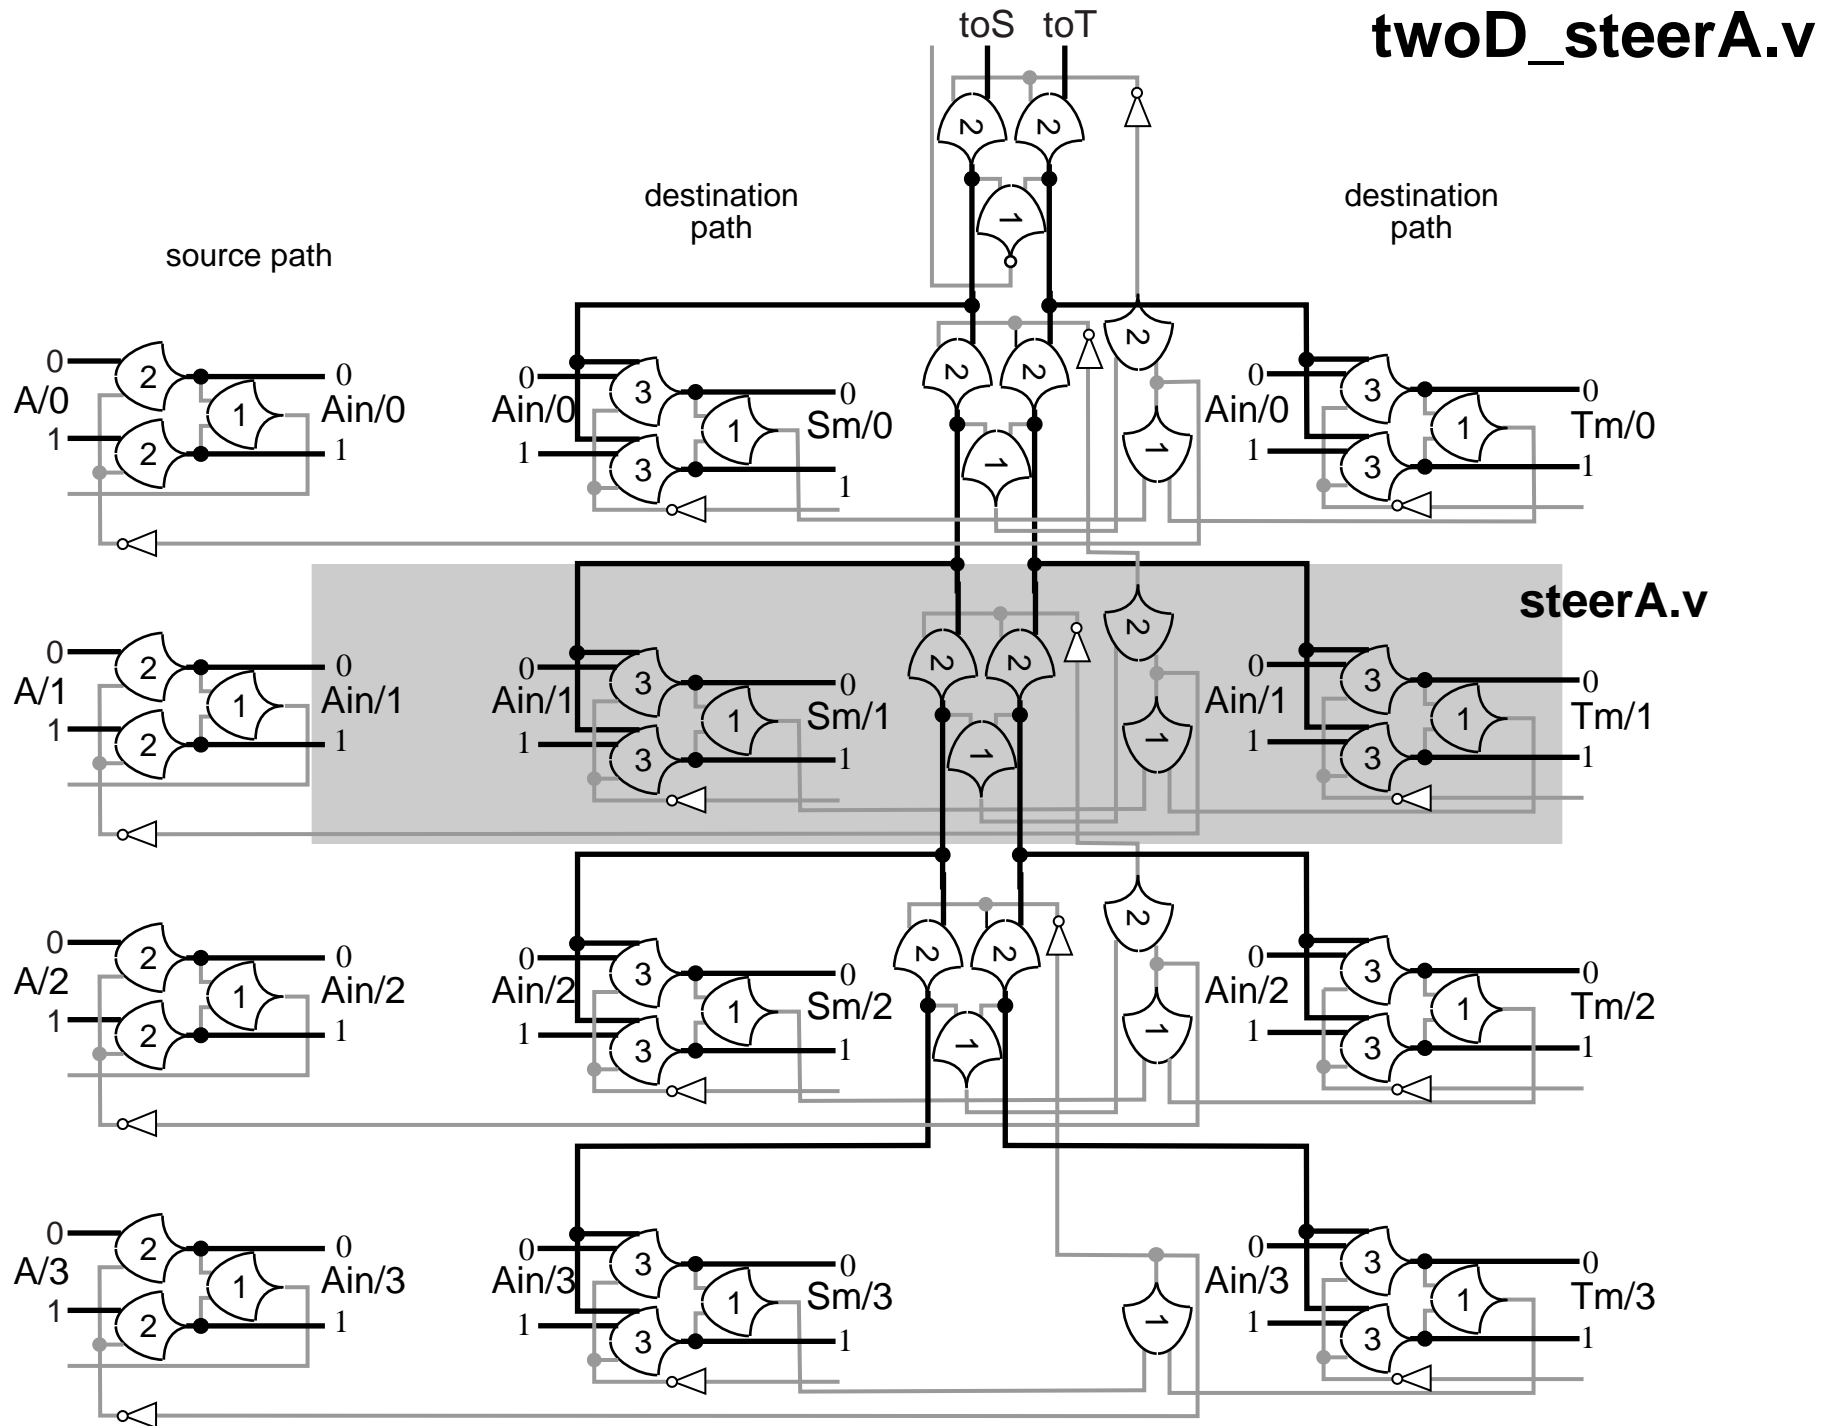 toS toT
twoD_steerA.v
2 2
destination
path
destination
path
1
source path
2
0 2 0
A/0 1 Ain/0
1 2 1
0 3 0
Ain/0 1 Sm/0
1 3 1
2 2
1
1
0 3 0
Ain/0 1 Tm/0
1 3 1
steerA.v
2
0 2 0
A/1 1 Ain/1
1 2 1
0 3 0
Ain/1 1 Sm/1
1 3 1
2 2
1
1
0 3 0
Ain/1 1 Tm/1
1 3 1
2
0 2 0
A/2 1 Ain/2
1 2 1
0 3 0
Ain/2 1 Sm/2
1 3 1
2 2
1
1
0 3 0
Ain/2 1 Tm/2
1 3 1
0 2 0
A/3 1 Ain/3
1 2 1
0 3 0
Ain/3 1 Sm/3
1 3 1
1
0 3 0
Ain/3 1 Tm/3
1 3 1